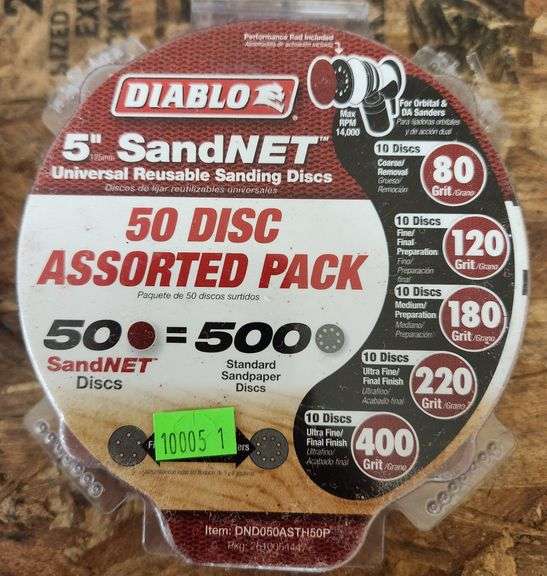 Performance Pad Included
DIABLO
5" SandNET™
125mm
Universal Reusable Sanding Discs
Discos de lijar reutilizables universales
Max
RPM
14,000
For Orbital &
DA Sanders
Para lijadoras orbitales
y de acción dual
50 DISC
ASSORTED PACK
Paquete de 50 discos surtidos
50 = 500
SandNET™
Discs
Standard
Sandpaper
Discs
10 Discs
Coarse/
Removal
Grueso/
Remoción
80
Grit/Grano
10 Discs
Fine/
Final
Preparation
Fino/
Preparación
final
120
Grit/Grano
10 Discs
Medium/
Preparation
Mediano/
Preparación
180
Grit/Grano
10 Discs
Ultra Fine/
Final Finish
Ultrafino/
Acabado final
220
Grit/Grano
10 Discs
Ultra Fine/
Final Finish
Ultrafino/
Acabado final
400
Grit/Grano
10005 1
Item: DND050ASTH50P